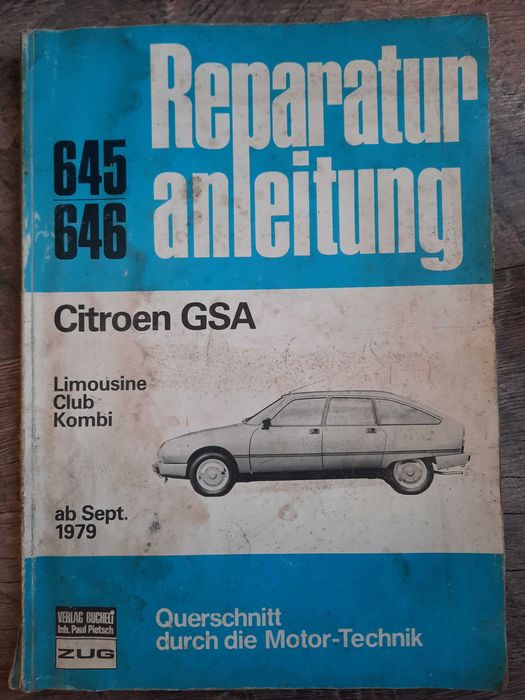 Reparatur
anleitung
645
646
Citroen GSA
Limousine
Club
Kombi
ab Sept.
1979
VERLAG BUCHELI
Inh. Paul Pietsch
ZUG
Querschnitt
durch die Motor-Technik